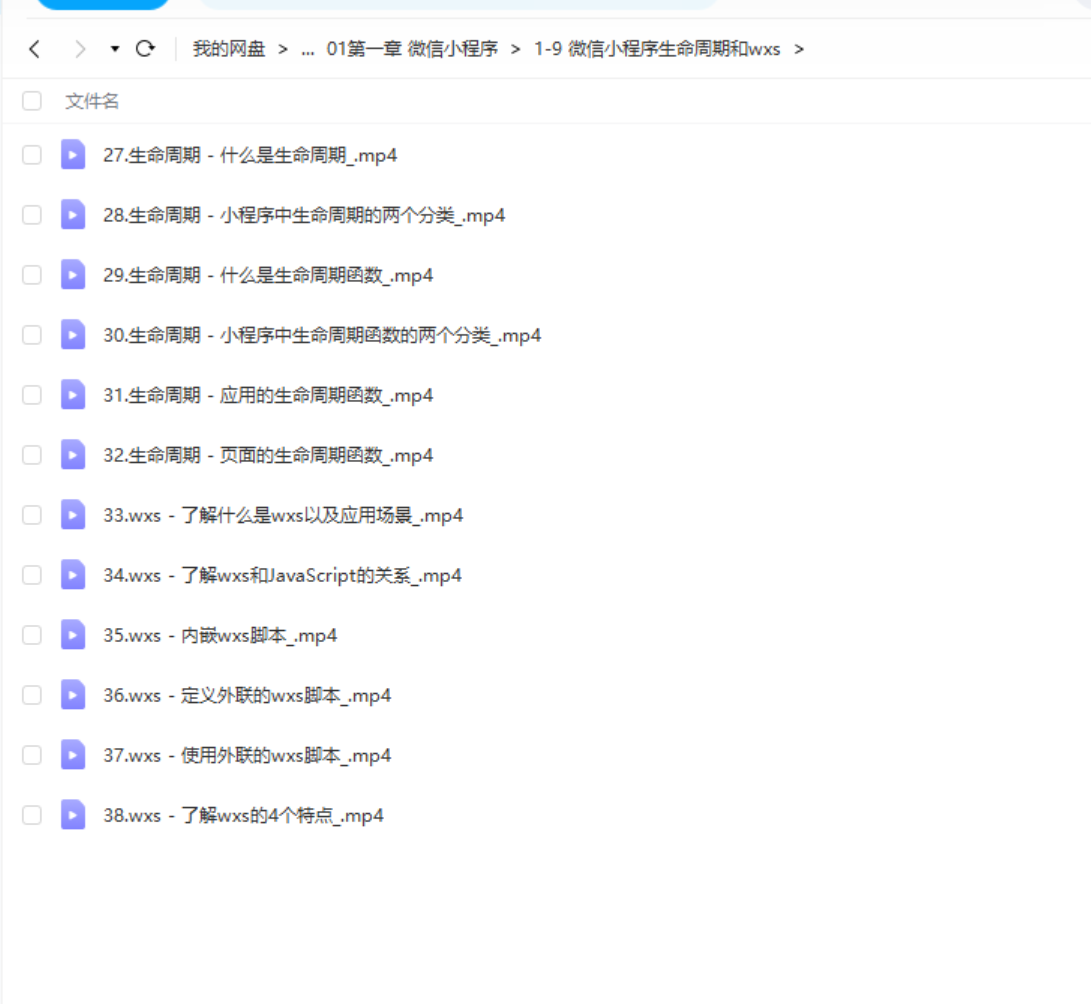 我的网盘 > ... 01第一章 微信小程序 > 1-9 微信小程序生命周期和wxs >
文件名
27.生命周期 - 什么是生命周期_.mp4
28.生命周期 - 小程序中生命周期的两个分类_.mp4
29.生命周期 - 什么是生命周期函数_.mp4
30.生命周期 - 小程序中生命周期函数的两个分类_.mp4
31.生命周期 - 应用的生命周期函数_.mp4
32.生命周期 - 页面的生命周期函数_.mp4
33.wxs - 了解什么是wxs以及应用场景_.mp4
34.wxs - 了解wxs和JavaScript的关系_.mp4
35.wxs - 内嵌wxs脚本_.mp4
36.wxs - 定义外联的wxs脚本_.mp4
37.wxs - 使用外联的wxs脚本_.mp4
38.wxs - 了解wxs的4个特点_.mp4